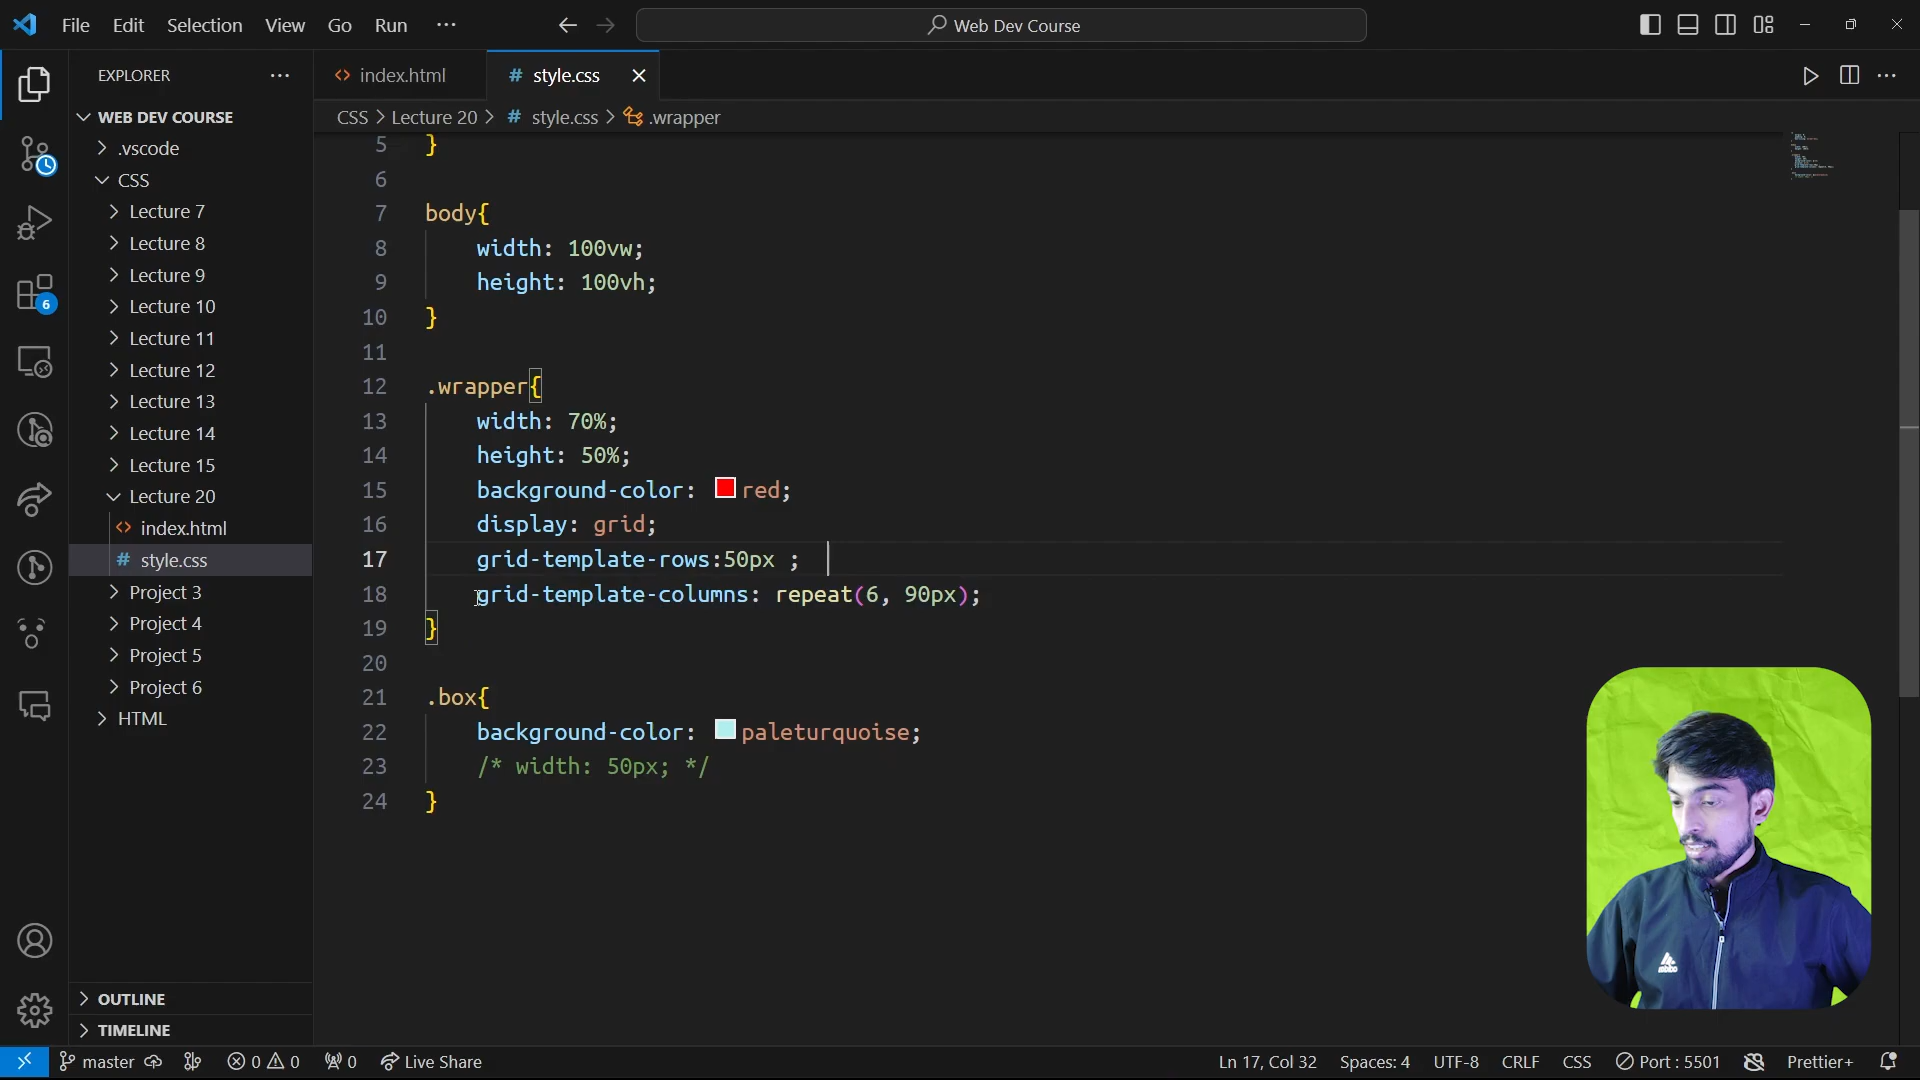 File Edit Selection View Go Run ··· Web Dev Course
EXPLORER ···
index.html
# style.css
CSS > Lecture 20 > # style.css > .wrapper
WEB DEV COURSE
.vscode
CSS
Lecture 7
Lecture 8
Lecture 9
Lecture 10
Lecture 11
Lecture 12
Lecture 13
Lecture 14
Lecture 15
Lecture 20
index.html
# style.css
Project 3
Project 4
Project 5
Project 6
HTML
OUTLINE
TIMELINE
6
5 }
6
7 body{
8 width: 100vw;
9 height: 100vh;
10 }
11
12 .wrapper{
13 width: 70%;
14 height: 50%;
15 background-color: red;
16 display: grid;
17 grid-template-rows:50px ;
18 grid-template-columns: repeat(6, 90px);
19 }
20
21 .box{
22 background-color: paleturquoise;
23 /* width: 50px; */
24 }
master 0 0 0 Live Share Ln 17, Col 32 Spaces: 4 UTF-8 CRLF CSS Port : 5501 Prettier+